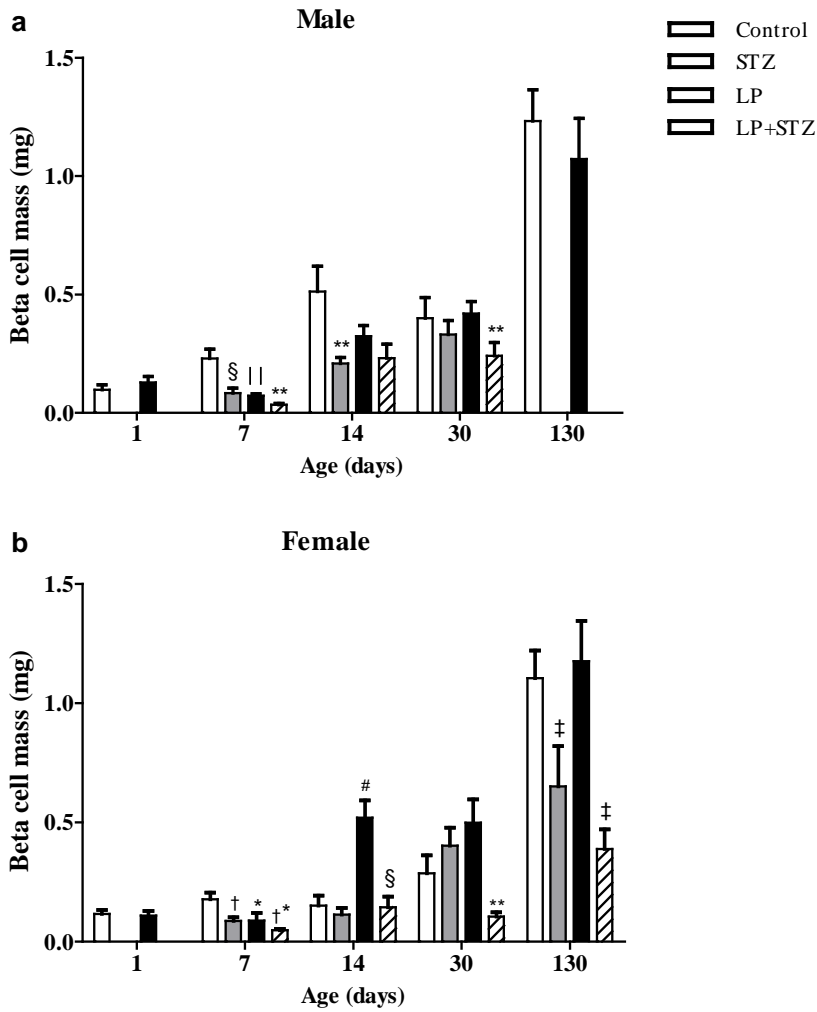 a
Male
Control
STZ
LP
LP+STZ
Beta cell mass (mg)
1.5
1.0
0.5
0.0
§ || **
**
**
1 7 14 30 130
Age (days)
b
Female
Beta cell mass (mg)
1.5
1.0
0.5
0.0
† * †*
# §
**
‡ ‡
1 7 14 30 130
Age (days)